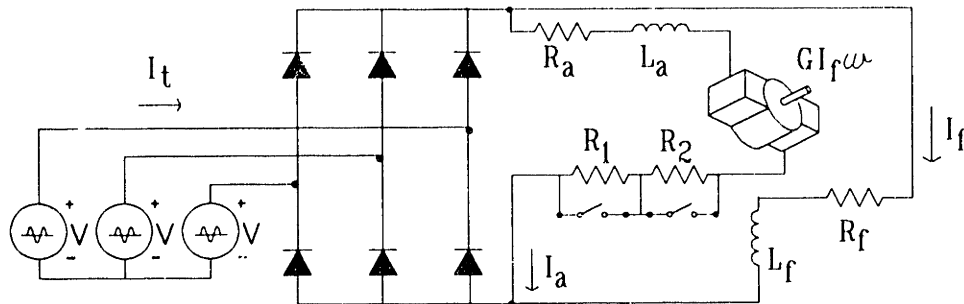 R_a
L_a
GI_fω
I_t
I_f
R_1
R_2
+
V
-
+
V
-
+
V
-
R_f
I_a
L_f